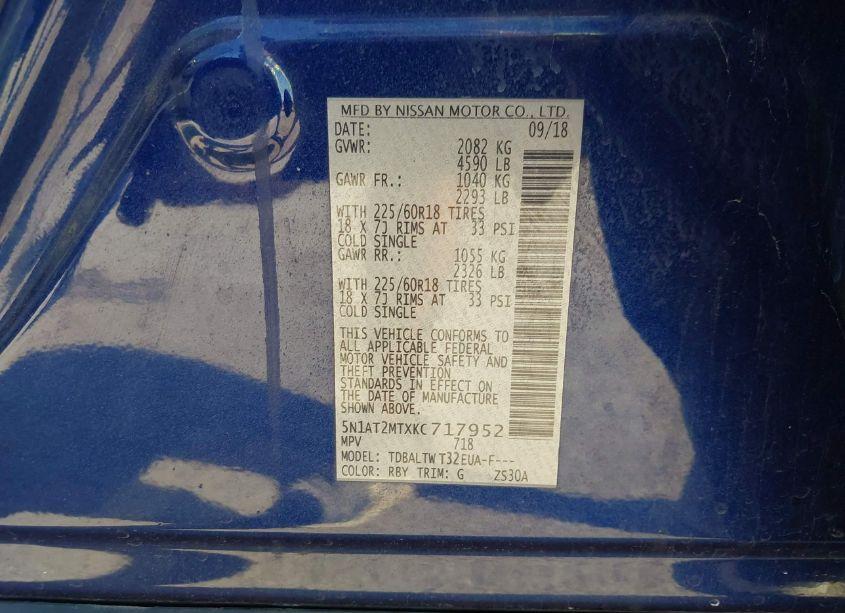 MFD BY NISSAN MOTOR CO., LTD.
DATE: 09/18
GVWR: 2082 KG
4590 LB
GAWR FR.: 1040 KG
2293 LB
WITH 225/60R18 TIRES
18 X 7J RIMS AT 33 PSI
COLD SINGLE
GAWR RR.: 1055 KG
2326 LB
WITH 225/60R18 TIRES
18 X 7J RIMS AT 33 PSI
COLD SINGLE
THIS VEHICLE CONFORMS TO
ALL APPLICABLE FEDERAL
MOTOR VEHICLE SAFETY AND
THEFT PREVENTION
STANDARDS IN EFFECT ON
THE DATE OF MANUFACTURE
SHOWN ABOVE.
5N1AT2MTXKC717952
MPV 718
MODEL: TDBALTW T32EUA-F---
COLOR: RBY TRIM: G ZS30A